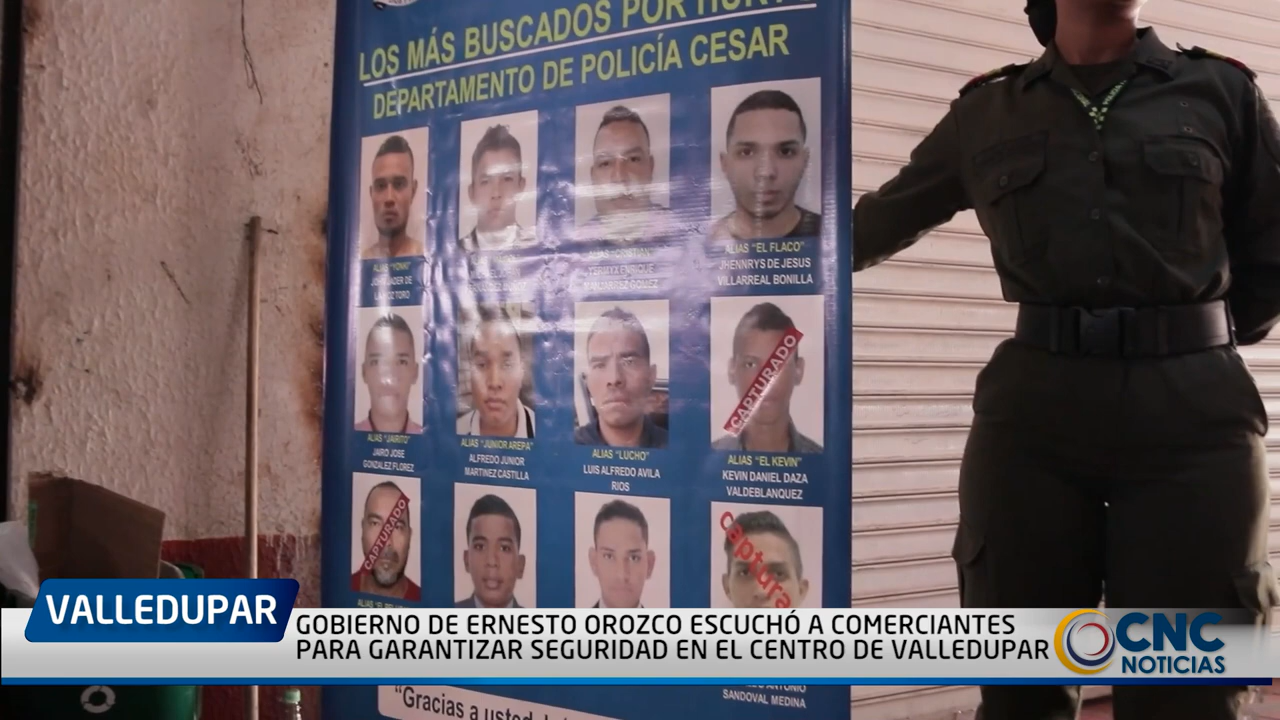 LOS MÁS BUSCADOS POR HURTO
DEPARTAMENTO DE POLICÍA CESAR
ALIAS "EL FLACO"
JHENNRYS DE JESUS
VILLARREAL BONILLA
MANJARREZ GOMEZ
CAPTURADO
ALIAS "JAIRITO"
JAIRO JOSE
GONZALEZ FLOREZ
ALIAS "JUNIOR AREPA"
ALFREDO JUNIOR
MARTINEZ CASTILLA
ALIAS "LUCHO"
LUIS ALFREDO AVILA
RIOS
ALIAS "EL KEVIN"
KEVIN DANIEL DAZA
VALDEBLANQUEZ
CAPTURADO
Captura
VALLEDUPAR
GOBIERNO DE ERNESTO OROZCO ESCUCHÓ A COMERCIANTES
PARA GARANTIZAR SEGURIDAD EN EL CENTRO DE VALLEDUPAR
CNC
NOTICIAS
ANTONIO
SANDOVAL MEDINA
"Gracias a usted